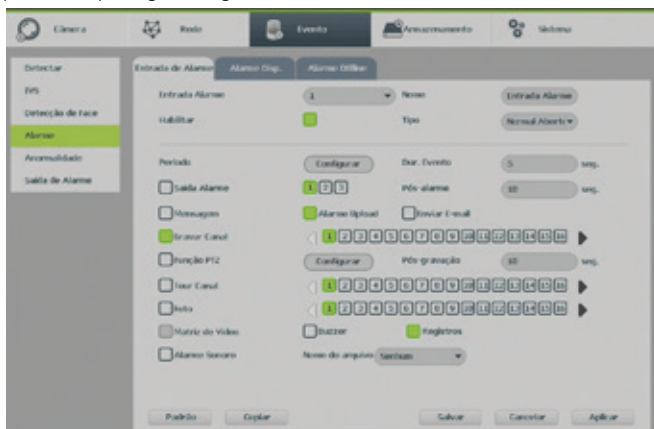 Câmera Rede Evento Armazenamento Sistema
Detectar
IVS
Detecção de Face
Alarme
Anormalidade
Saída de Alarme
Entrada de Alarme Alarme Disp. Alarme Offline
Entrada Alarme 1 Nome Entrada Alarme
Habilitar Tipo Normal Aberto
Período Configurar Dur. Evento 5 seg.
Saída Alarme 1 2 3 Pós-alarme 10 seg.
Mensagem Alarme Upload Enviar E-mail
Gravar Canal 1 2 3 4 5 6 7 8 9 10 11 12 13 14 15 16
Função PTZ Configurar Pós-gravação 10 seg.
Tour Canal 1 2 3 4 5 6 7 8 9 10 11 12 13 14 15 16
Foto 1 2 3 4 5 6 7 8 9 10 11 12 13 14 15 16
Matriz de Vídeo Buzzer Registros
Alarme Sonoro Nome do arquivo Nenhum
Padrão Copiar Salvar Cancelar Aplicar